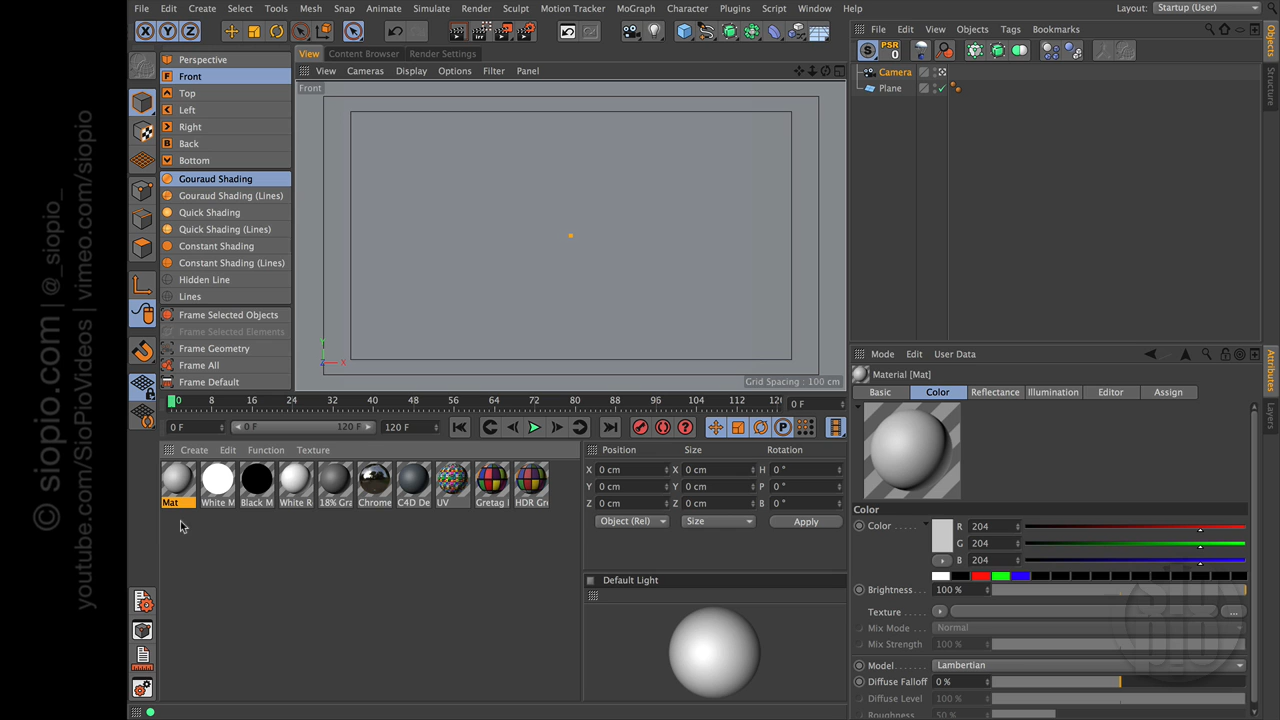 © siopio.com | @_siopio_
youtube.com/SioPioVideos | vimeo.com/siopio
File Edit Create Select Tools Mesh Snap Animate Simulate Render Sculpt Motion Tracker MoGraph Character Plugins Script Window Help
Layout: Startup (User)
X Y Z
PSR
0
File Edit View Objects Tags Bookmarks
View Content Browser Render Settings
View Cameras Display Options Filter Panel
Perspective
Front
Top
Left
Right
Back
Bottom
Gouraud Shading
Gouraud Shading (Lines)
Quick Shading
Quick Shading (Lines)
Constant Shading
Constant Shading (Lines)
Hidden Line
Lines
Frame Selected Objects
Frame Selected Elements
Frame Geometry
Frame All
Frame Default
Front
Y
Z X
Grid Spacing : 100 cm
Camera
Plane
Objects
Structure
0 8 16 24 32 40 48 56 64 72 80 88 96 104 112 12
0 F
0 F
0 F 120 F
120 F
Create Edit Function Texture
Mat
White M
Black M
White R
18% Gra
Chrome
C4D De
UV
Gretag
HDR Gr
Position Size Rotation
X 0 cm X 0 cm H 0 °
Y 0 cm Y 0 cm P 0 °
Z 0 cm Z 0 cm B 0 °
Object (Rel) Size Apply
Default Light
Mode Edit User Data
Material [Mat]
Basic Color Reflectance Illumination Editor Assign
Color
Color R 204
G 204
B 204
Brightness 100 %
Texture ...
Mix Mode Normal
Mix Strength 100 %
Model Lambertian
Diffuse Falloff 0 %
Diffuse Level 100 %
Roughness 50 %
Attributes
Layers
SIO
PIO